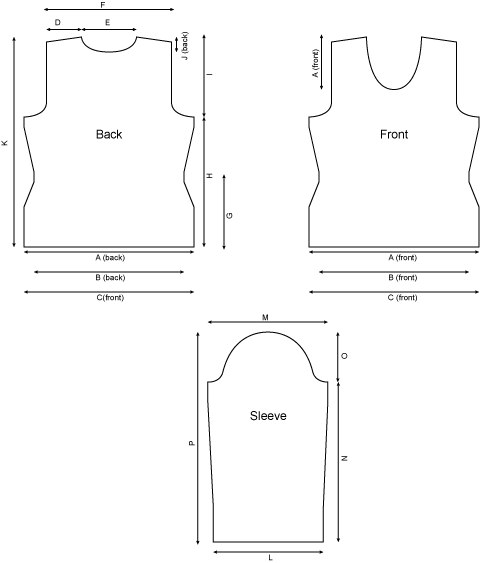 F
D
E
J (back)
A (front)
I
K
Back
Front
H
G
A (back)
A (front)
B (back)
B (front)
C(front)
C (front)
M
O
Sleeve
P
N
L